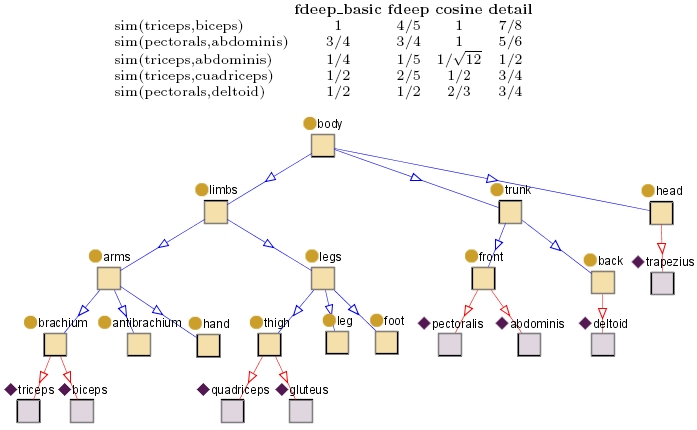 fdeep_basic fdeep cosine detail
sim(triceps,biceps) 1 4/5 1 7/8
sim(pectorals,abdominis) 3/4 3/4 1 5/6
sim(triceps,abdominis) 1/4 1/5 1/√12 1/2
sim(triceps,cuadriceps) 1/2 2/5 1/2 3/4
sim(pectorals,deltoid) 1/2 1/2 2/3 3/4
body
limbs trunk head
arms legs front back trapezius
brachium antibrachium hand thigh leg foot pectoralis abdominis deltoid
triceps biceps quadriceps gluteus